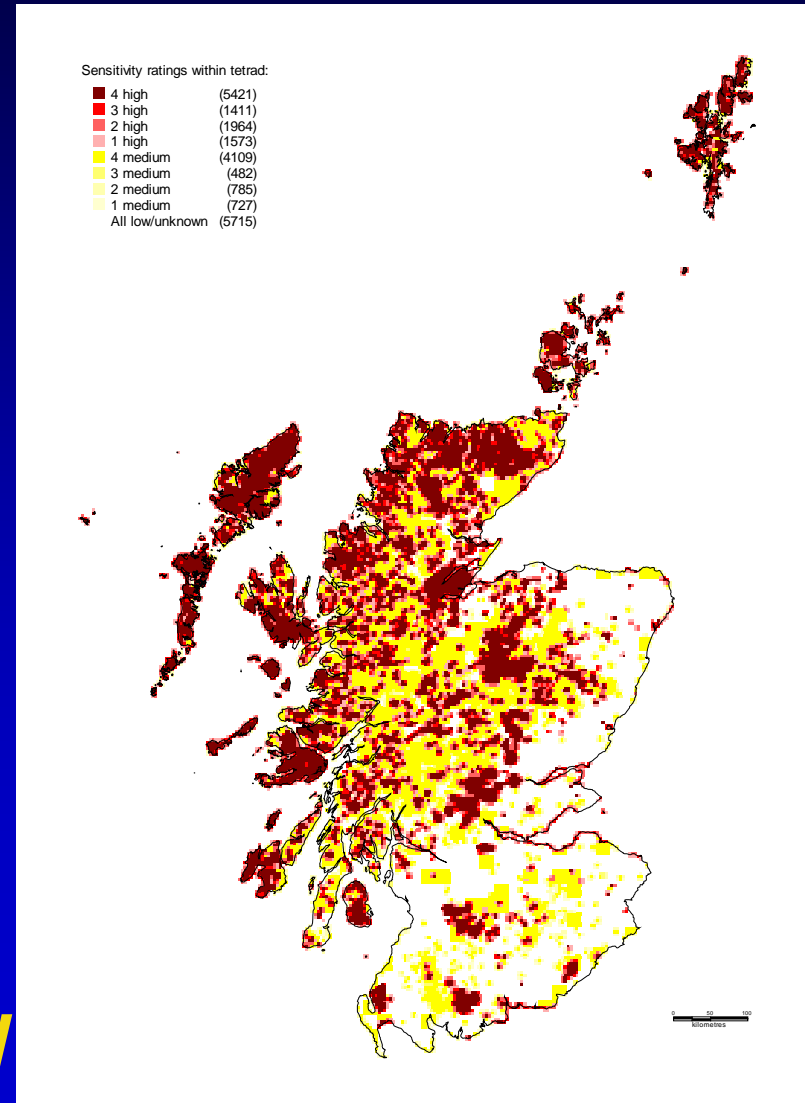 Sensitivity ratings within tetrad:
4 high (5421)
3 high (1411)
2 high (1964)
1 high (1573)
4 medium (4109)
3 medium (482)
2 medium (785)
1 medium (727)
All low/unknown (5715)
0 50 100
kilometres